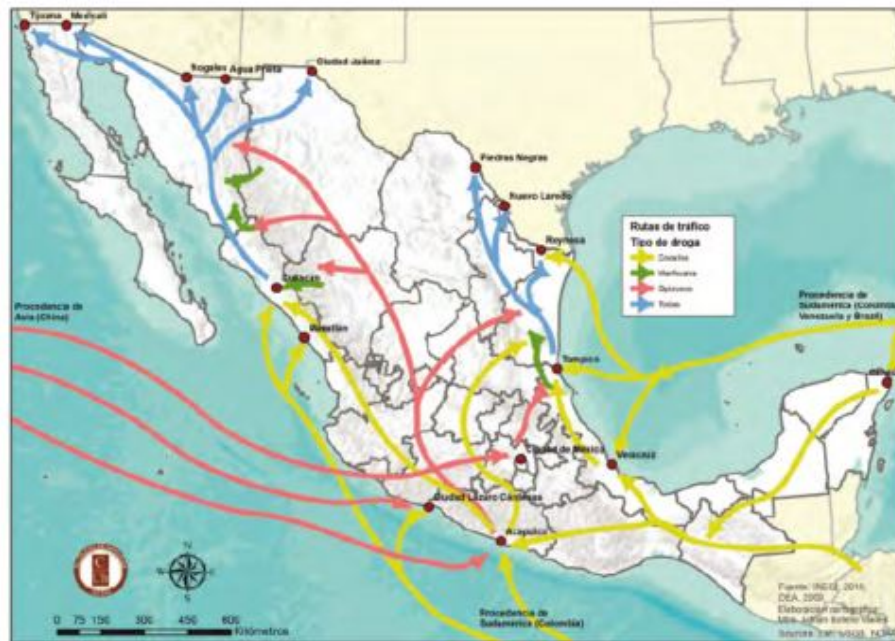 Tijuana
Mexicali
Nogales
Agua Prieta
Ciudad Juárez
Piedras Negras
Nuevo Laredo
Reynosa
Rutas de tráfico
Tipo de droga
Cocaína
Marihuana
Opiáceos
Todas
Culiacán
Mazatlán
Procedencia de
Asia (China)
Procedencia de
Sudamérica (Colombia
Venezuela y Brazil)
Tampico
Ciudad de México
Veracruz
Ciudad Lázaro Cárdenas
Acapulco
Procedencia de
Sudamérica (Colombia)
N
W
E
S
0 75 150 300 450 600
Kilómetros
Fuente: INEGI, 2010;
DEA, 2009
Elaboración cartográfica: